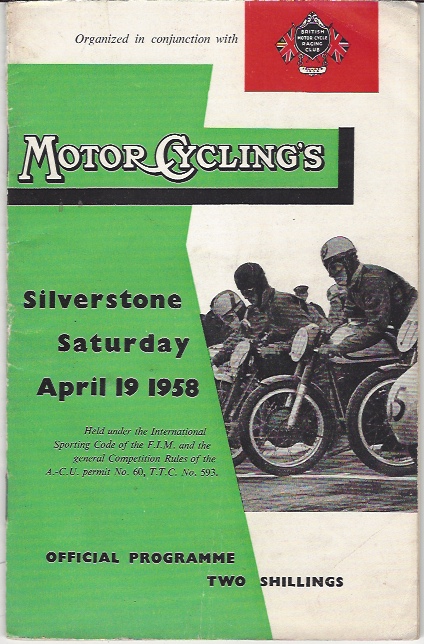 Organized in conjunction with
BRITISH
MOTOR CYCLE
RACING
CLUB
MOTOR CYCLING'S
Silverstone
Saturday
April 19 1958
Held under the International
Sporting Code of the F.I.M. and the
general Competition Rules of the
A.-C.U. permit No. 60, T.T.C. No. 593.
OFFICIAL PROGRAMME
TWO SHILLINGS